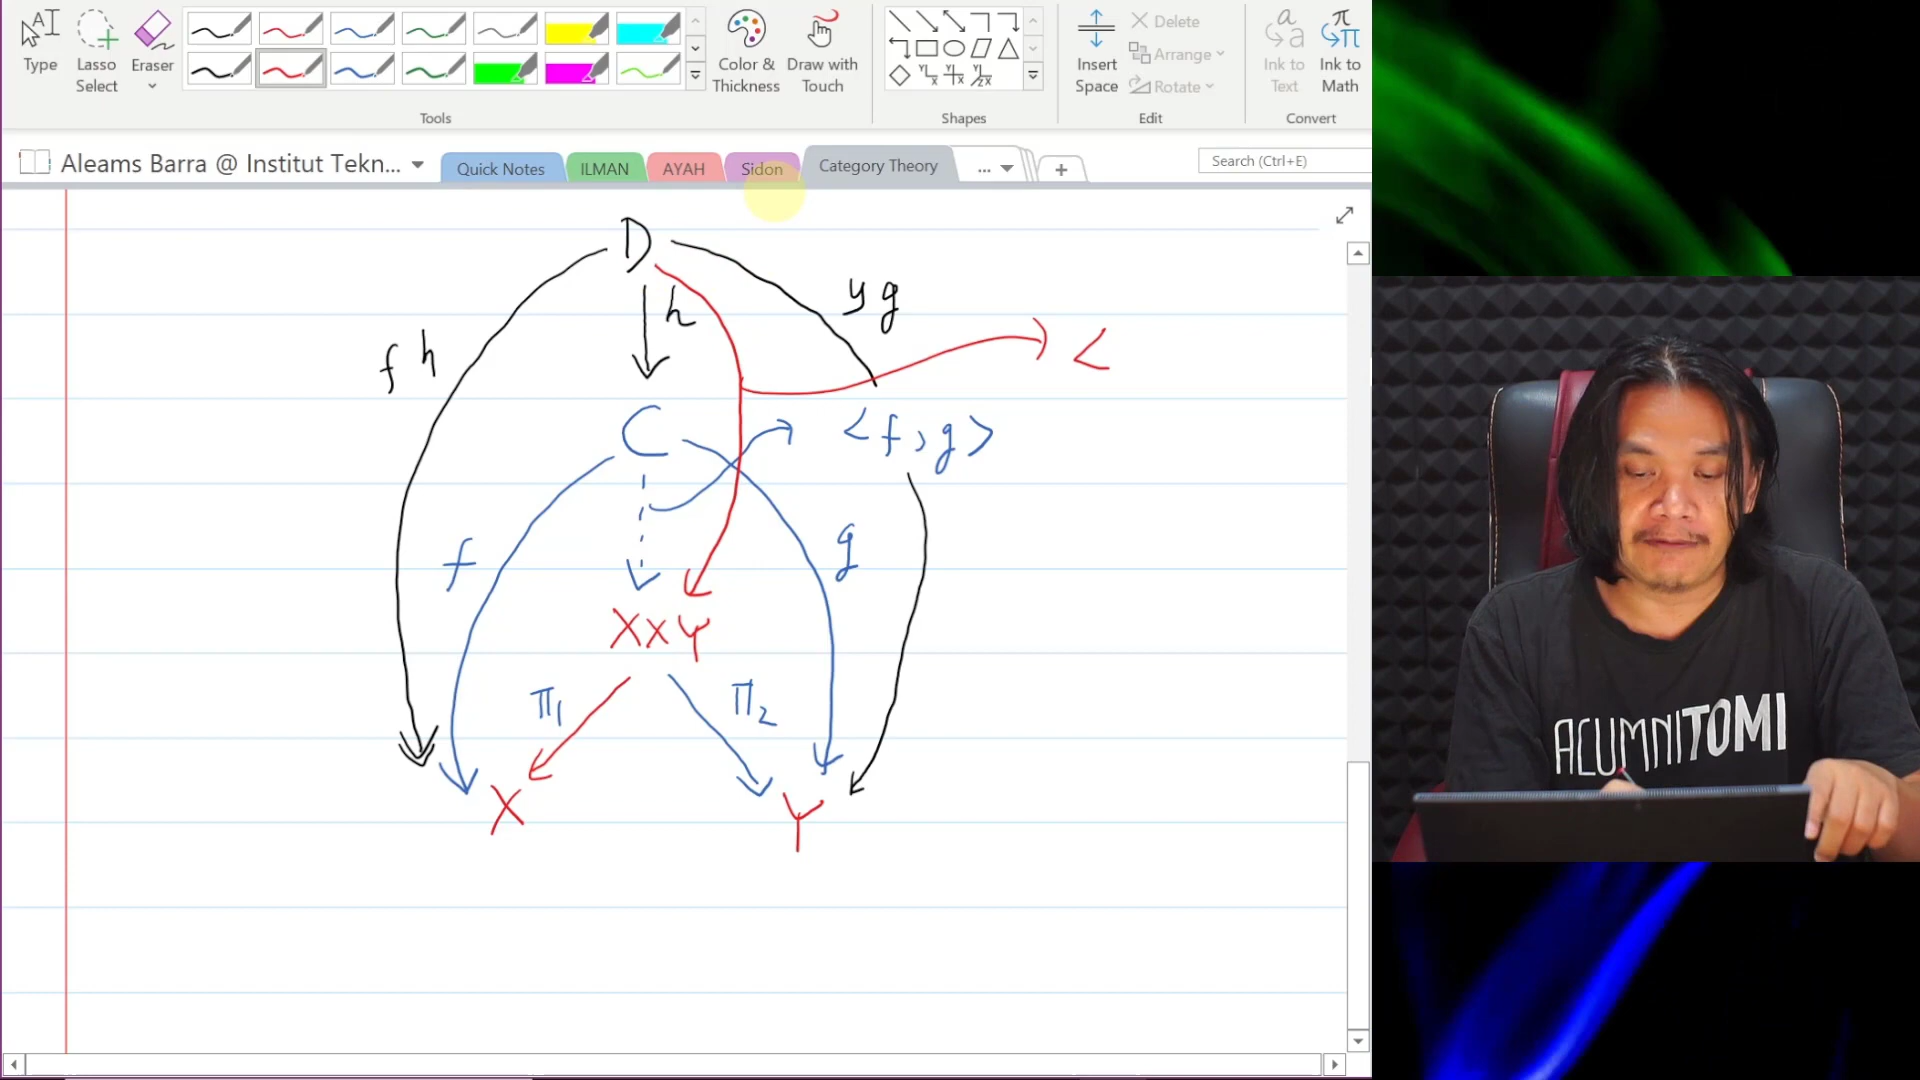 Type
Lasso Select
Eraser
Color & Thickness
Draw with Touch
Insert Space
Delete
Arrange
Rotate
Ink to Text
Ink to Math
Tools
Shapes
Edit
Convert
Aleams Barra @ Institut Tekn...
Quick Notes
ILMAN
AYAH
Sidon
Category Theory
...
Search (Ctrl+E)
D
h
y g
f h
<
C
< f , g >
f
g
X x Y
π1
π2
X
Y
ACUMNITOMI